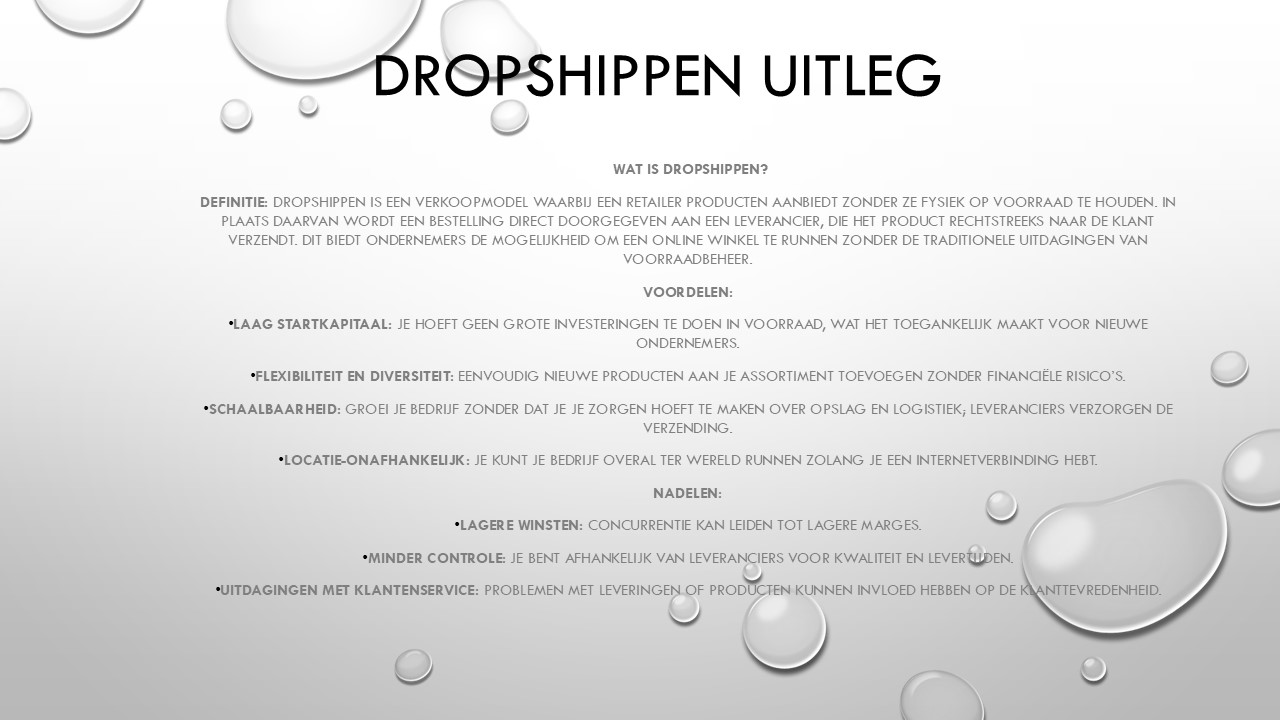 DROPSHIPPEN UITLEG
WAT IS DROPSHIPPEN?
DEFINITIE: DROPSHIPPEN IS EEN VERKOOPMODEL WAARBIJ EEN RETAILER PRODUCTEN AANBIEDT ZONDER ZE FYSIEK OP VOORRAAD TE HOUDEN. IN
PLAATS DAARVAN WORDT EEN BESTELLING DIRECT DOORGEGEVEN AAN EEN LEVERANCIER, DIE HET PRODUCT RECHTSTREEKS NAAR DE KLANT
VERZENDT. DIT BIEDT ONDERNEMERS DE MOGELIJKHEID OM EEN ONLINE WINKEL TE RUNNEN ZONDER DE TRADITIONELE UITDAGINGEN VAN
VOORRAADBEHEER.
VOORDELEN:
•LAAG STARTKAPITAAL: JE HOEFT GEEN GROTE INVESTERINGEN TE DOEN IN VOORRAAD, WAT HET TOEGANKELIJK MAAKT VOOR NIEUWE
ONDERNEMERS.
•FLEXIBILITEIT EN DIVERSITEIT: EENVOUDIG NIEUWE PRODUCTEN AAN JE ASSORTIMENT TOEVOEGEN ZONDER FINANCIËLE RISICO'S.
•SCHAALBAARHEID: GROEI JE BEDRIJF ZONDER DAT JE JE ZORGEN HOEFT TE MAKEN OVER OPSLAG EN LOGISTIEK; LEVERANCIERS VERZORGEN DE
VERZENDING.
•LOCATIE-ONAFHANKELIJK: JE KUNT JE BEDRIJF OVERAL TER WERELD RUNNEN ZOLANG JE EEN INTERNETVERBINDING HEBT.
NADELEN:
•LAGERE WINSTEN: CONCURRENTIE KAN LEIDEN TOT LAGERE MARGES.
•MINDER CONTROLE: JE BENT AFHANKELIJK VAN LEVERANCIERS VOOR KWALITEIT EN LEVERTIJDEN.
•UITDAGINGEN MET KLANTENSERVICE: PROBLEMEN MET LEVERINGEN OF PRODUCTEN KUNNEN INVLOED HEBBEN OP DE KLANTTEVREDENHEID.